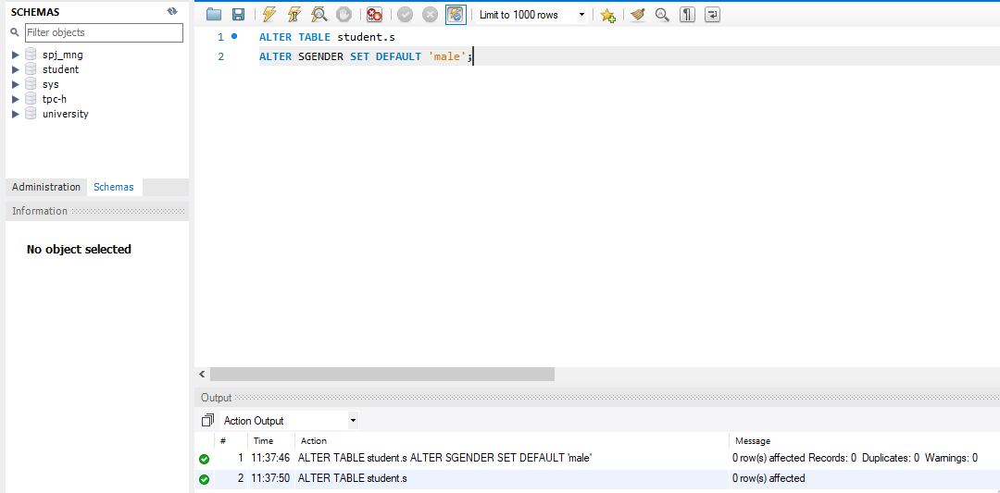 SCHEMAS
Filter objects
spj_mng
student
sys
tpc-h
university
Administration Schemas
Information
No object selected
Limit to 1000 rows
1 ALTER TABLE student.s
2 ALTER SGENDER SET DEFAULT 'male';
Output
Action Output
# Time Action Message
1 11:37:46 ALTER TABLE student.s ALTER SGENDER SET DEFAULT 'male' 0 row(s) affected Records: 0 Duplicates: 0 Warnings: 0
2 11:37:50 ALTER TABLE student.s 0 row(s) affected